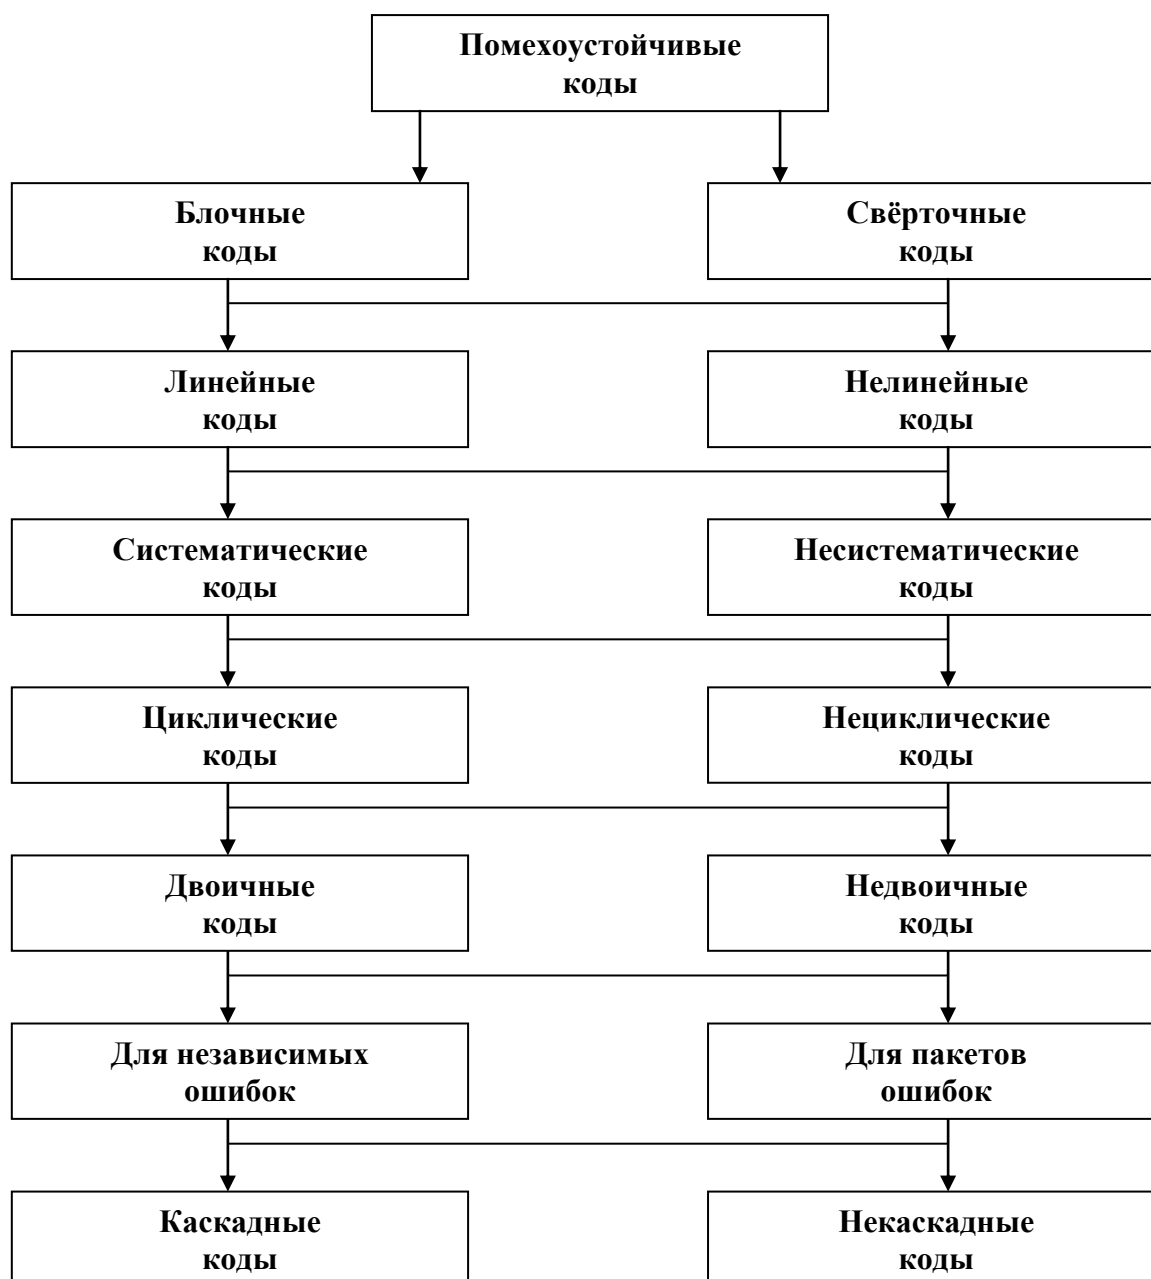 Помехоустойчивые
коды
Блочные
коды
Свёрточные
коды
Линейные
коды
Нелинейные
коды
Систематические
коды
Несистематические
коды
Циклические
коды
Нециклические
коды
Двоичные
коды
Недвоичные
коды
Для независимых
ошибок
Для пакетов
ошибок
Каскадные
коды
Некаскадные
коды